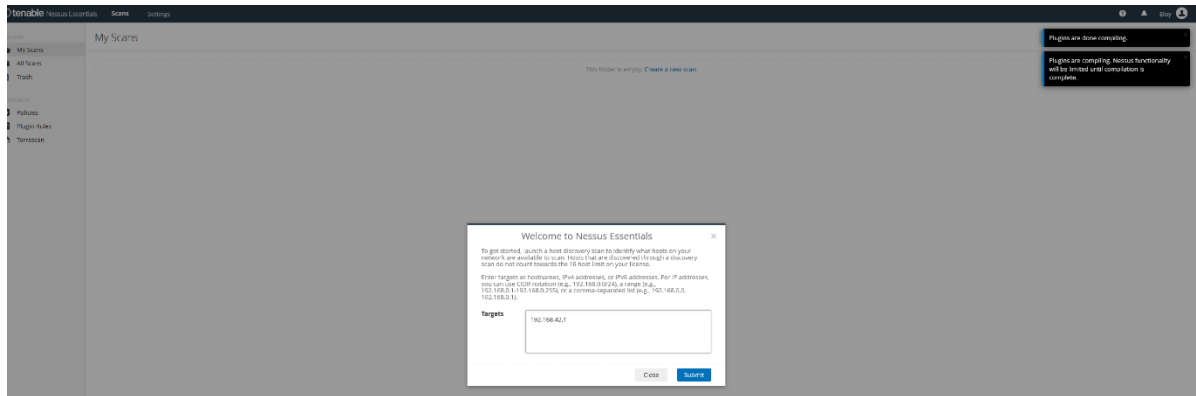 tenable Nessus Essentials Scans Settings
My Scans
My Scans
All Scans
Trash
Policies
Plugin Rules
Terrascan
This folder is empty. Create a new scan.
Plugins are done compiling.
Plugins are compiling. Nessus functionality
will be limited until compilation is
complete.
Welcome to Nessus Essentials
To get started, launch a host discovery scan to identify what hosts on your
network are available to scan. Hosts that are discovered through a discovery
scan do not count towards the 16 host limit on your license.
Enter targets as hostnames, IPv4 addresses, or IPv6 addresses. For IP addresses,
you can use CIDR notation (e.g., 192.168.0.0/24), a range (e.g.,
192.168.0.1-192.168.0.255), or a comma-separated list (e.g., 192.168.0.0,
192.168.0.1).
Targets
192.168.42.1
Close Submit